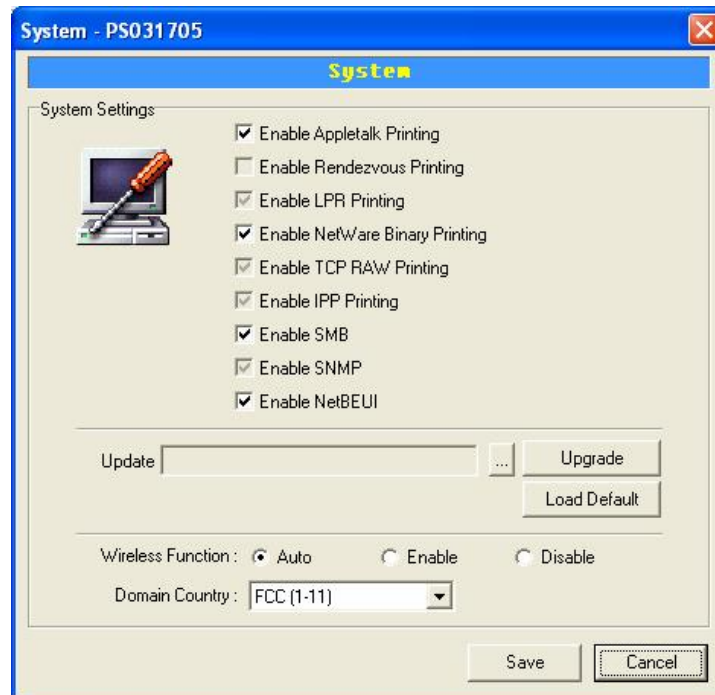 System - PS031705
System
System Settings
Enable Appletalk Printing
Enable Rendezvous Printing
Enable LPR Printing
Enable NetWare Binary Printing
Enable TCP RAW Printing
Enable IPP Printing
Enable SMB
Enable SNMP
Enable NetBEUI
Update ... Upgrade
Load Default
Wireless Function : Auto Enable Disable
Domain Country : FCC (1-11)
Save Cancel